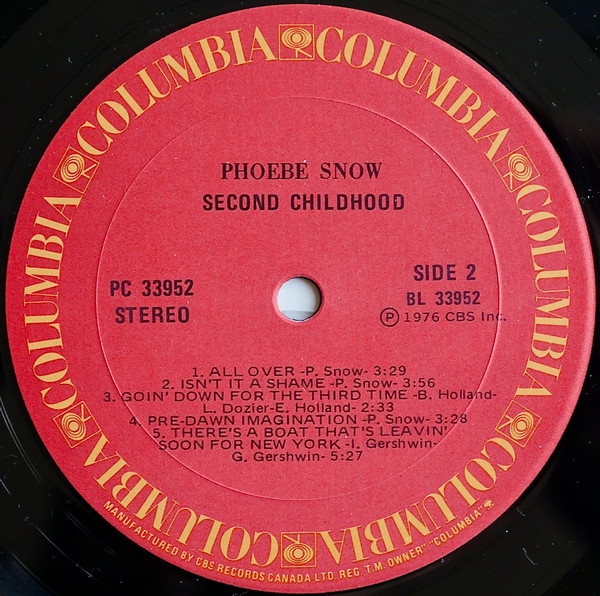 COLUMBIA COLUMBIA COLUMBIA COLUMBIA COLUMBIA COLUMBIA COLUMBIA COLUMBIA
PHOEBE SNOW
SECOND CHILDHOOD
PC 33952
STEREO
SIDE 2
BL 33952
Ⓟ 1976 CBS Inc.
1. ALL OVER -P. Snow- 3:29
2. ISN'T IT A SHAME -P. Snow- 3:56
3. GOIN' DOWN FOR THE THIRD TIME -B. Holland-
L. Dozier-E. Holland- 2:33
4. PRE-DAWN IMAGINATION -P. Snow- 3:28
5. THERE'S A BOAT THAT'S LEAVIN'
SOON FOR NEW YORK -I. Gershwin-
G. Gershwin- 5:27
MANUFACTURED BY CBS RECORDS CANADA LTD. REG. T.M. OWNER" "COLUMBIA"